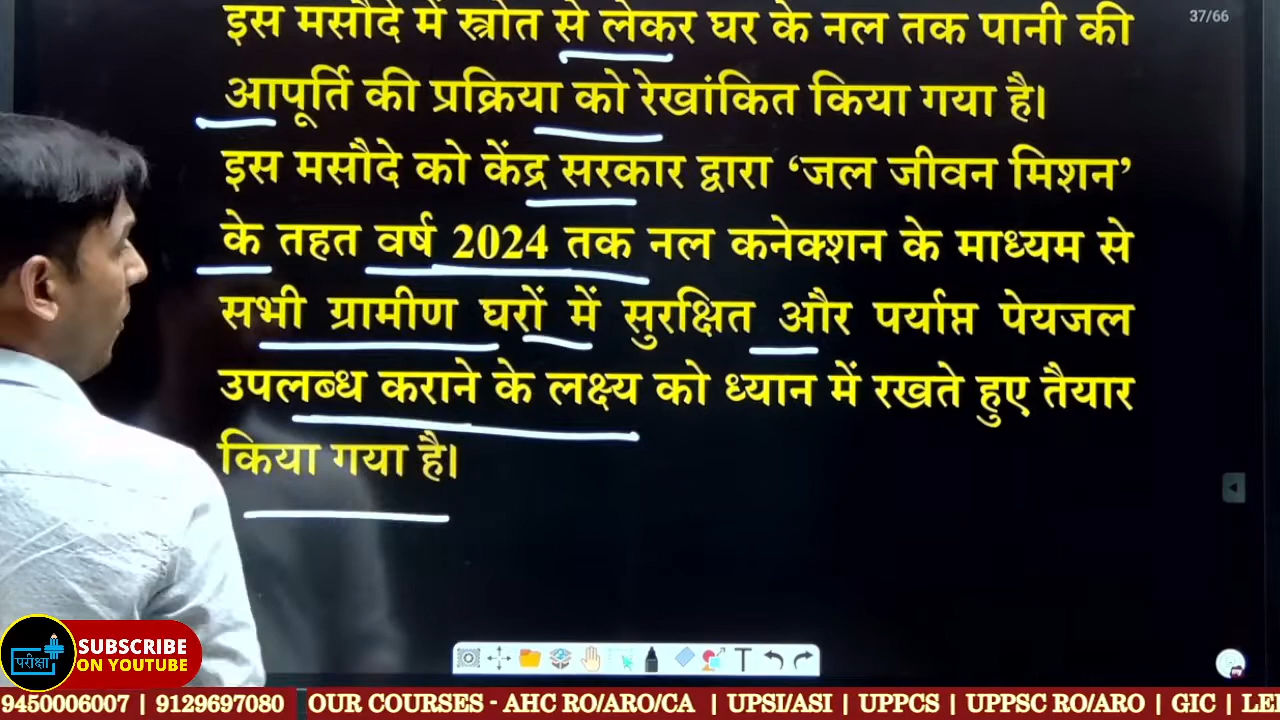 37/66
इस मसौदे में स्त्रोत से लेकर घर के नल तक पानी की
आपूर्ति की प्रक्रिया को रेखांकित किया गया है।
इस मसौदे को केंद्र सरकार द्वारा ‘जल जीवन मिशन’
के तहत वर्ष 2024 तक नल कनेक्शन के माध्यम से
सभी ग्रामीण घरों में सुरक्षित और पर्याप्त पेयजल
उपलब्ध कराने के लक्ष्य को ध्यान में रखते हुए तैयार
किया गया है।
T
परीक्षा
SUBSCRIBE
ON YOUTUBE
9450006007 | 9129697080 | OUR COURSES - AHC RO/ARO/CA | UPSI/ASI | UPPCS | UPPSC RO/ARO | GIC |